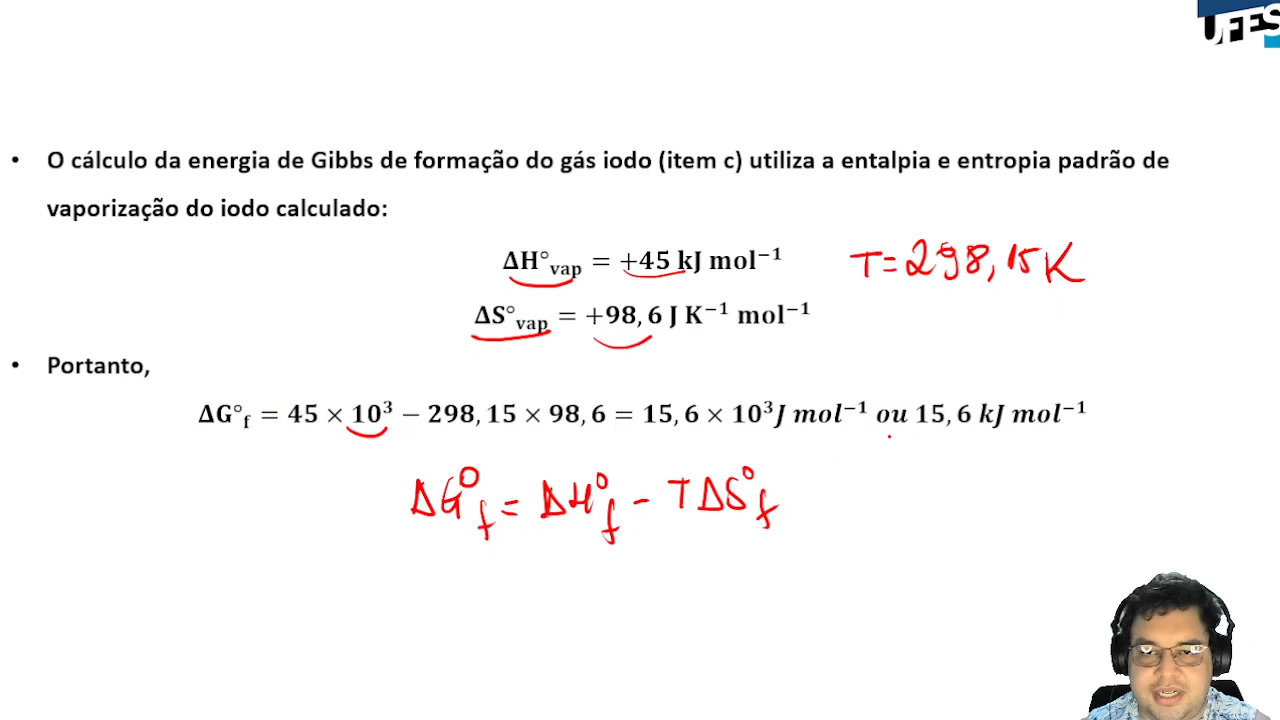 UFES
• O cálculo da energia de Gibbs de formação do gás iodo (item c) utiliza a entalpia e entropia padrão de
vaporização do iodo calculado:
ΔH°vap = +45 kJ mol⁻¹
T = 298,15 K
ΔS°vap = +98,6 J K⁻¹ mol⁻¹
• Portanto,
ΔG°f = 45 × 10³ − 298,15 × 98,6 = 15,6 × 10³ J mol⁻¹ ou 15,6 kJ mol⁻¹
ΔG°f = ΔH°f − TΔS°f